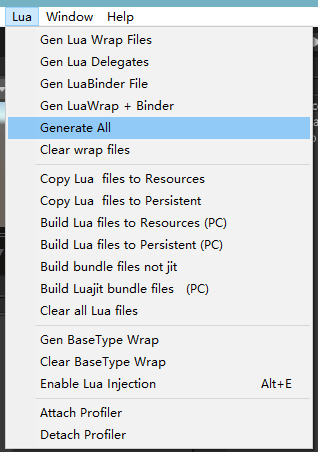 Lua Window Help
Gen Lua Wrap Files
Gen Lua Delegates
Gen LuaBinder File
Gen LuaWrap + Binder
Generate All
Clear wrap files
Copy Lua  files to Resources
Copy Lua  files to Persistent
Build Lua files to Resources (PC)
Build Lua files to Persistent (PC)
Build bundle files not jit
Build Luajit bundle files   (PC)
Clear all Lua files
Gen BaseType Wrap
Clear BaseType Wrap
Enable Lua Injection Alt+E
Attach Profiler
Detach Profiler